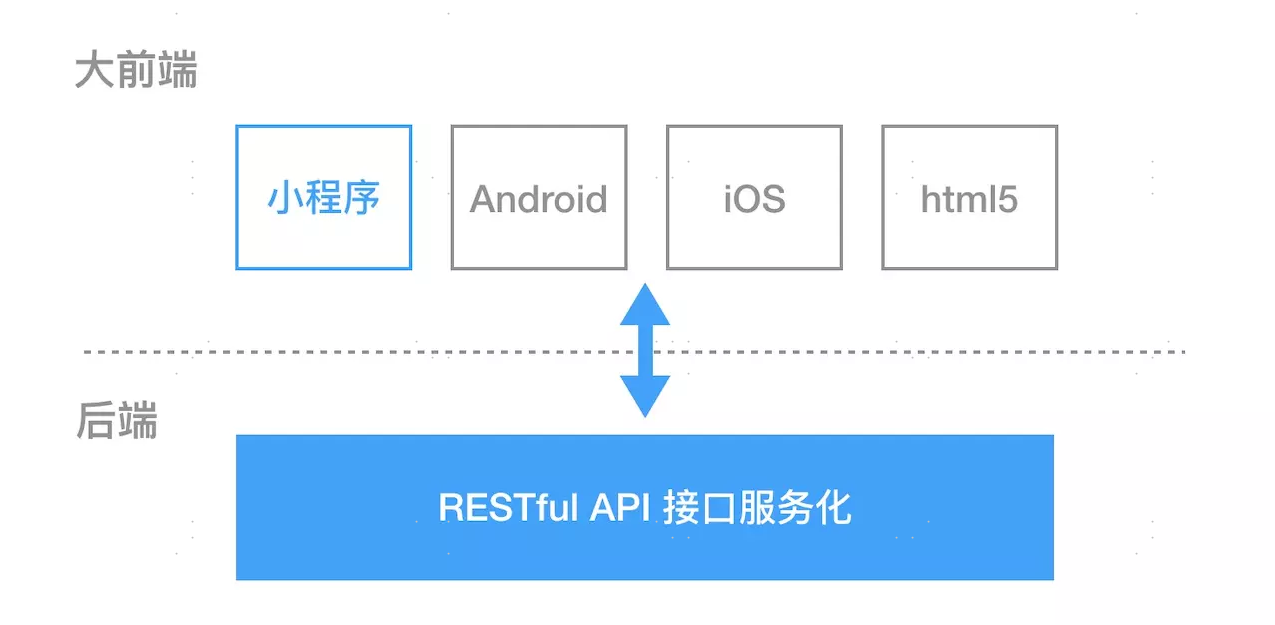 大前端
小程序
Android
iOS
html5
后端
RESTful API 接口服务化